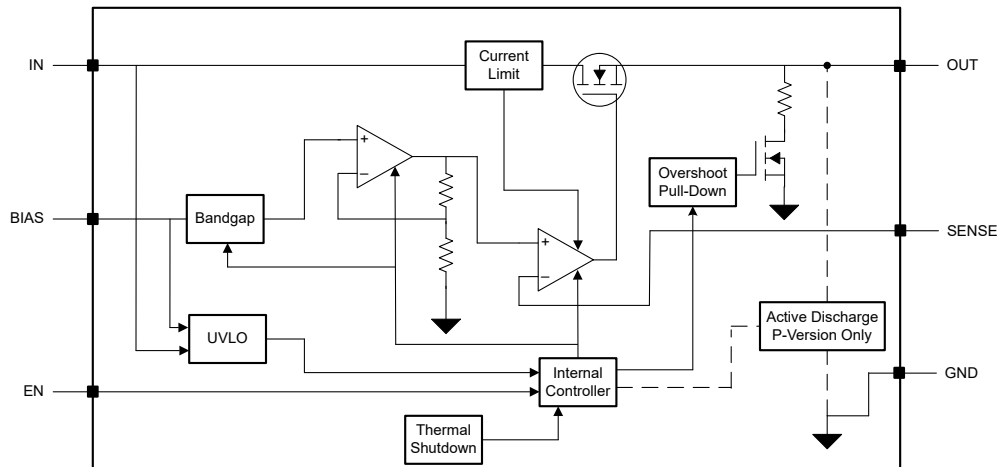 IN
Current
Limit
OUT
+
−
Overshoot
Pull-Down
BIAS
Bandgap
+
−
SENSE
UVLO
Active Discharge
P-Version Only
Internal
Controller
GND
EN
Thermal
Shutdown